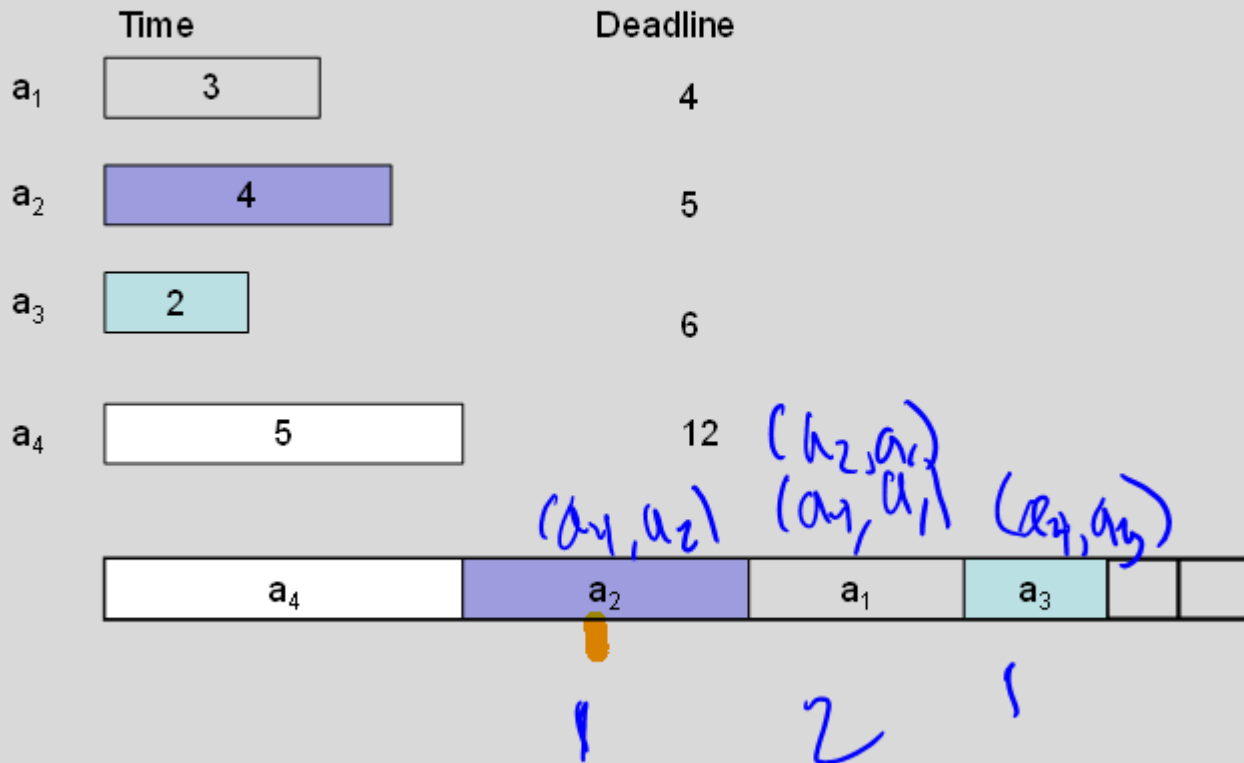 Time Deadline
a₁ 3 4
a₂ 4 5
a₃ 2 6
a₄ 5 12
(a₂,a₁)
(a₄,a₂) (a₄,a₁) (a₄,a₃)
a₄ a₂ a₁ a₃
1 2 1